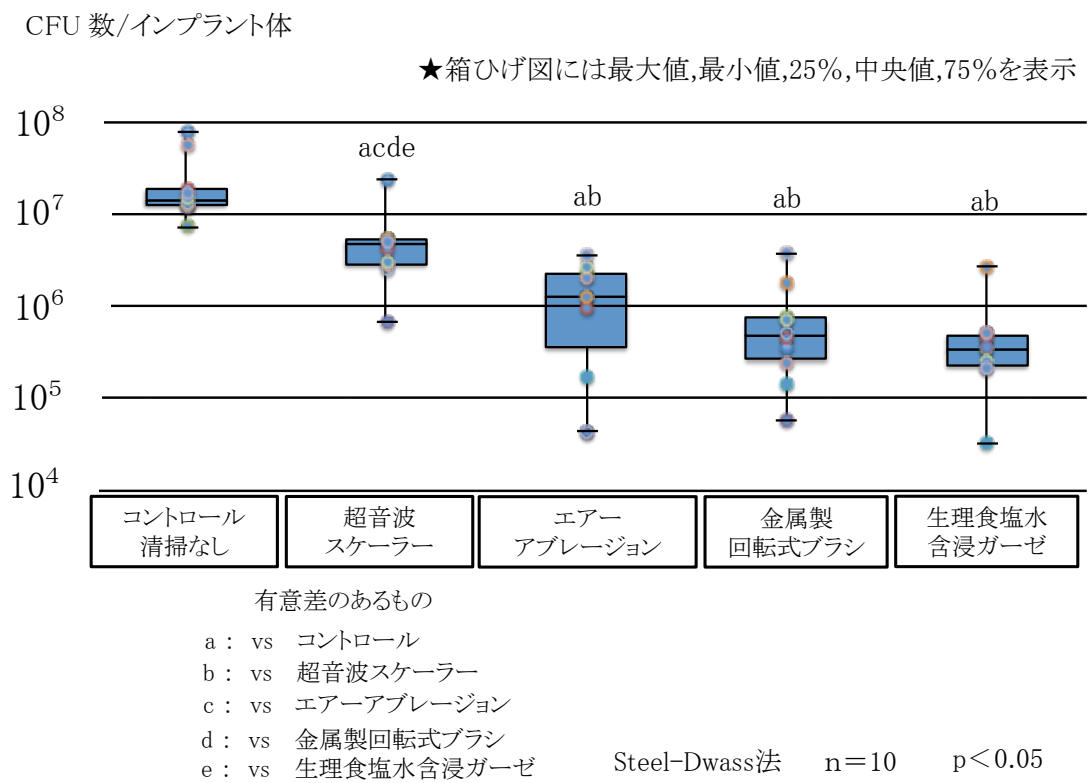 CFU 数/インプラント体
★箱ひげ図には最大値,最小値,25%,中央値,75%を表示
10⁸
acde
10⁷
ab
ab
ab
10⁶
10⁵
10⁴
コントロール
清掃なし
超音波
スケーラー
エアー
アブレージョン
金属製
回転式ブラシ
生理食塩水
含浸ガーゼ
有意差のあるもの
a : vs コントロール
b : vs 超音波スケーラー
c : vs エアーアブレージョン
d : vs 金属製回転式ブラシ
e : vs 生理食塩水含浸ガーゼ
Steel-Dwass法 n=10 p<0.05